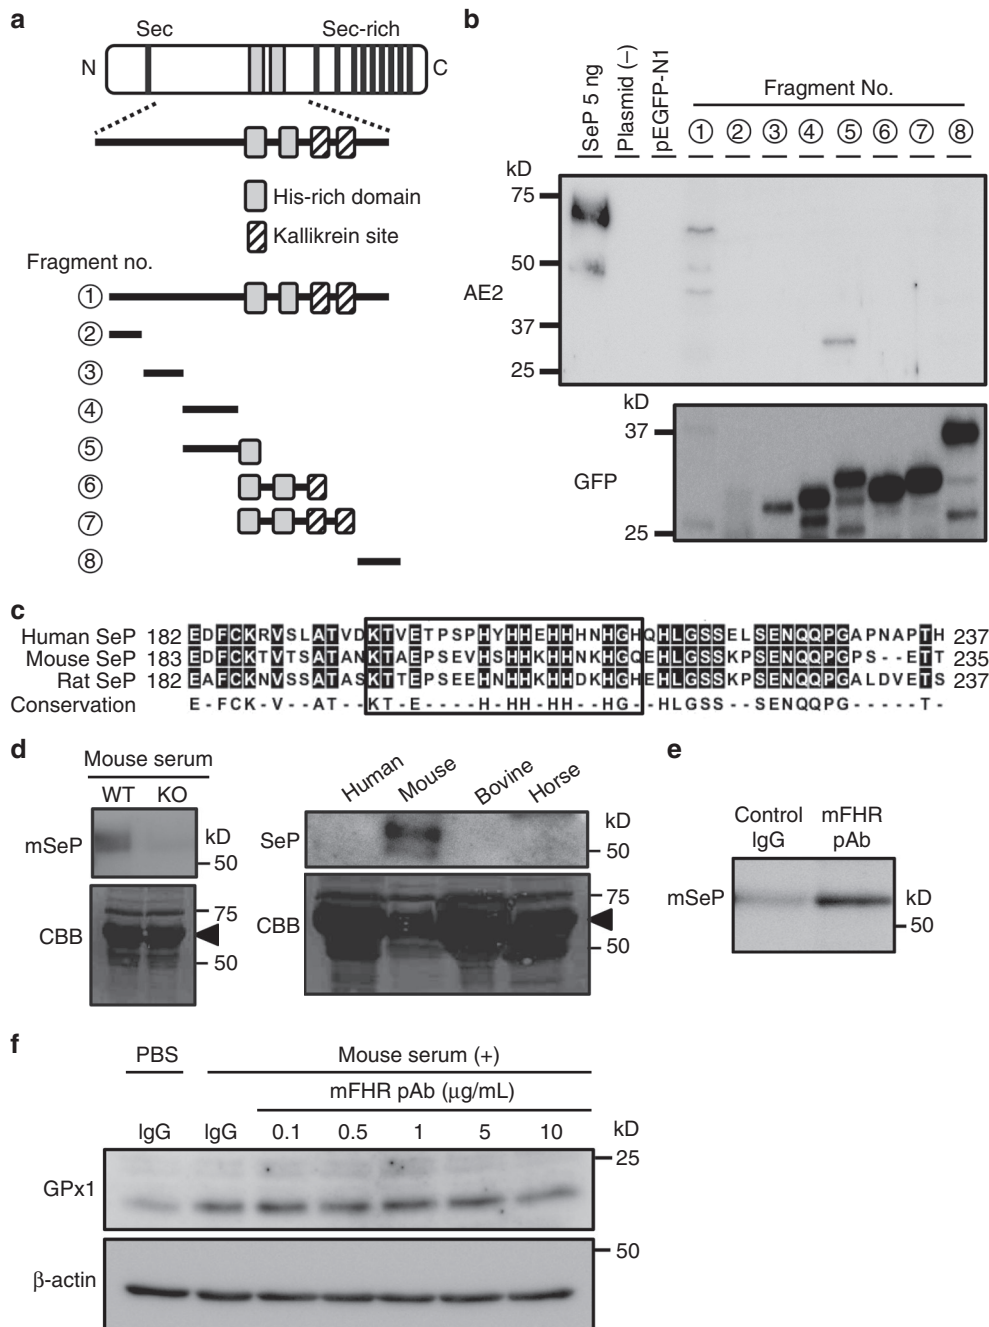 a
Sec Sec-rich
N C
His-rich domain
Kallikrein site
Fragment no.
①
②
③
④
⑤
⑥
⑦
⑧
b
SeP 5 ng
Plasmid (–)
pEGFP-N1
Fragment No.
① ② ③ ④ ⑤ ⑥ ⑦ ⑧
kD
75
50
AE2
37
25
kD
37
GFP
25
c
Human SeP 182 EDFCKRVSLATVDKTVETPSPHYHHEHHHNHGHQHLGSSELSENQQPGAPNAPTH 237
Mouse SeP 183 EDFCKTVTSATANKTAEPSEVHSHHKHHNKHGQEHLGSSKPSENQQPGPS--ETT 235
Rat SeP 182 EAFCKNVSSATASKTTEPSEEHNHHKHHDKHGHEHLGSSKPSENQQPGALDVETS 237
Conservation E-FCK-V--AT--KT-E----H-HH-HH--HG--HLGSS--SENQQPG-----T-
d
Mouse serum
WT KO
mSeP
kD
50
CBB
75
50
Human Mouse Bovine Horse
SeP
kD
50
CBB
75
50
e
Control IgG
mFHR pAb
mSeP
kD
50
f
PBS Mouse serum (+)
mFHR pAb (μg/mL)
IgG IgG 0.1 0.5 1 5 10 kD
25
GPx1
50
β-actin